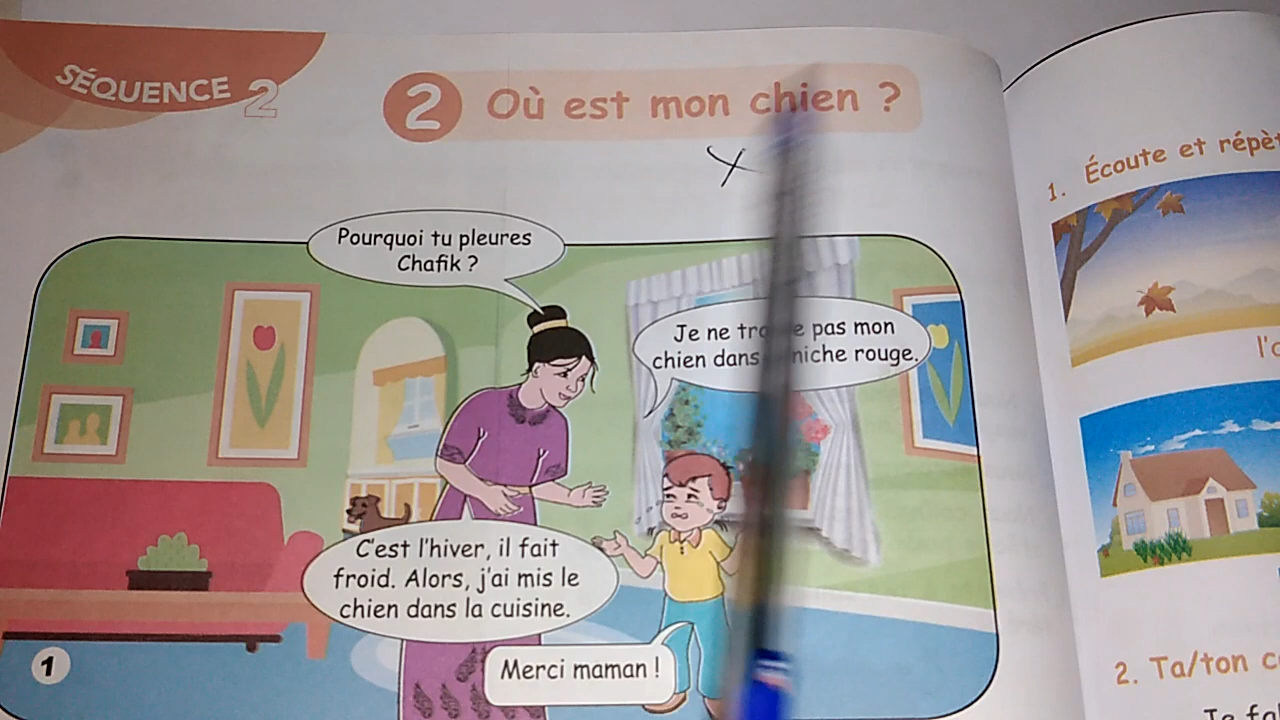 SÉQUENCE 2
2 Où est mon chien ?
Pourquoi tu pleures
Chafik ?
Je ne pas mon
chien dans niche rouge.
C'est l'hiver, il fait
froid. Alors, j'ai mis le
chien dans la cuisine.
Merci maman !
1
1. Écoute et
2. Ta/ton